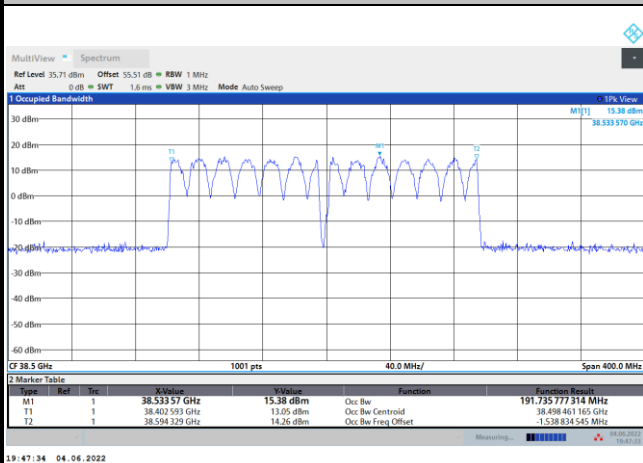 MultiView Spectrum
Ref Level 35.71 dBm Offset 55.51 dB RBW 1 MHz
Att 0 dB SWT 1.6 ms VBW 3 MHz Mode Auto Sweep
1 Occupied Bandwidth 1Pk View
M1[1] 15.38 dBm
38.533 570 GHz
30 dBm
20 dBm
T1 M1 T2
10 dBm
0 dBm
-10 dBm
-20 dBm
-30 dBm
-40 dBm
-50 dBm
-60 dBm
CF 38.5 GHz 1001 pts 40.0 MHz/ Span 400.0 MHz
2 Marker Table
Type Ref Trc X-Value Y-Value Function Function Result
M1 1 38.533 57 GHz 15.38 dBm Occ Bw 191.735 777 314 MHz
T1 1 38.402 593 GHz 13.05 dBm Occ Bw Centroid 38.498 461 165 GHz
T2 1 38.594 329 GHz 14.26 dBm Occ Bw Freq Offset -1.538 834 545 MHz
Measuring... 04.06.2022
19:47:33
19:47:34 04.06.2022